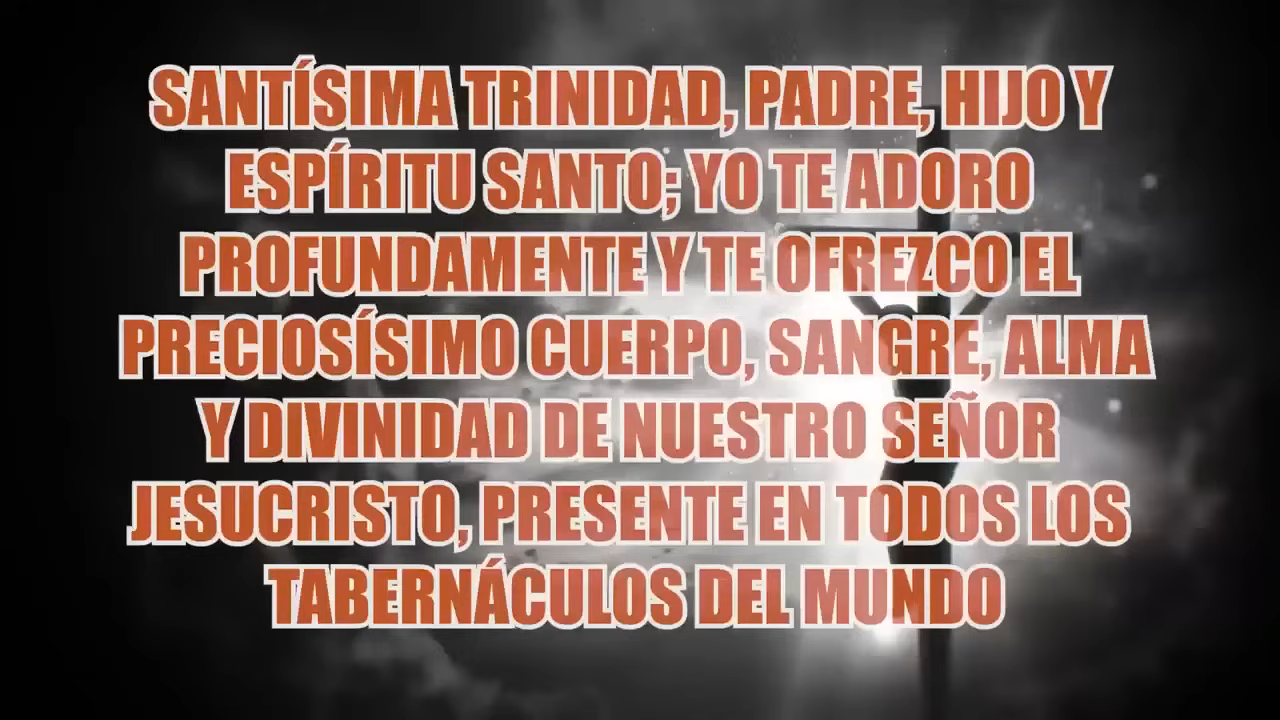 SANTÍSIMA TRINIDAD, PADRE, HIJO Y
ESPÍRITU SANTO; YO TE ADORO
PROFUNDAMENTE Y TE OFREZCO EL
PRECIOSÍSIMO CUERPO, SANGRE, ALMA
Y DIVINIDAD DE NUESTRO SEÑOR
JESUCRISTO, PRESENTE EN TODOS LOS
TABERNÁCULOS DEL MUNDO